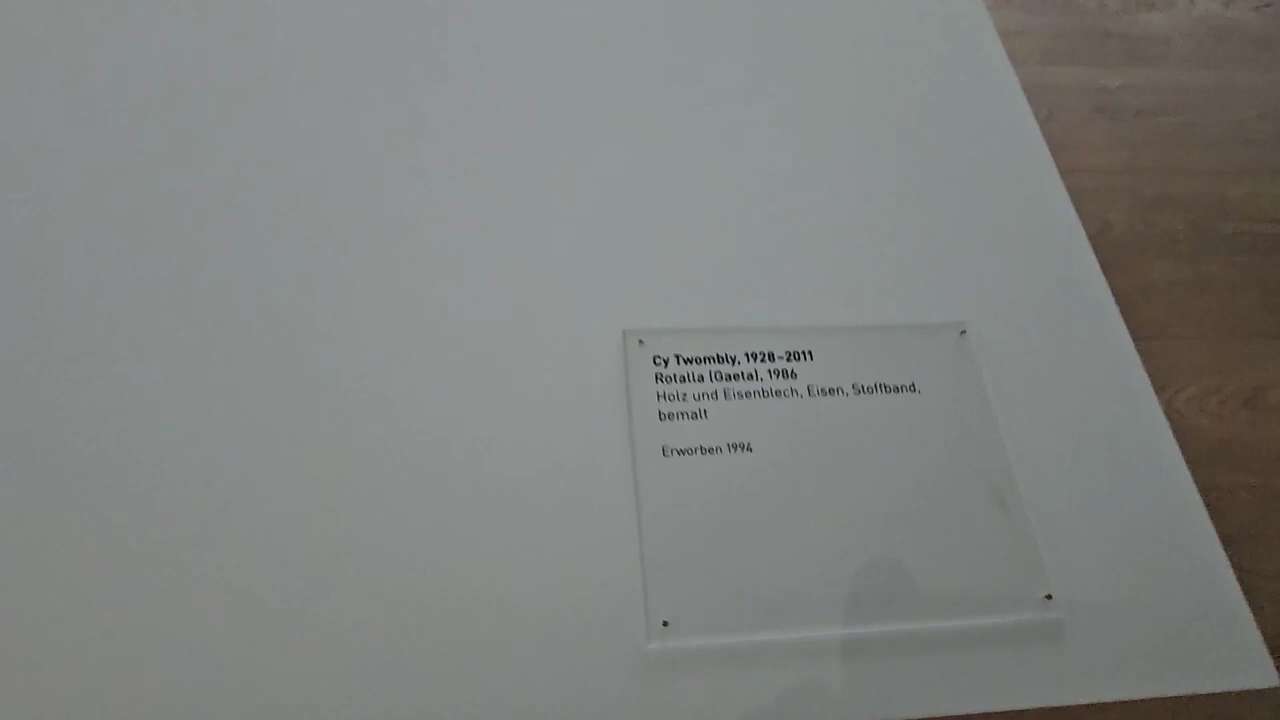 Cy Twombly, 1928–2011
Rotalla (Gaeta), 1986
Holz und Eisenblech, Eisen, Stoffband,
bemalt
Erworben 1994